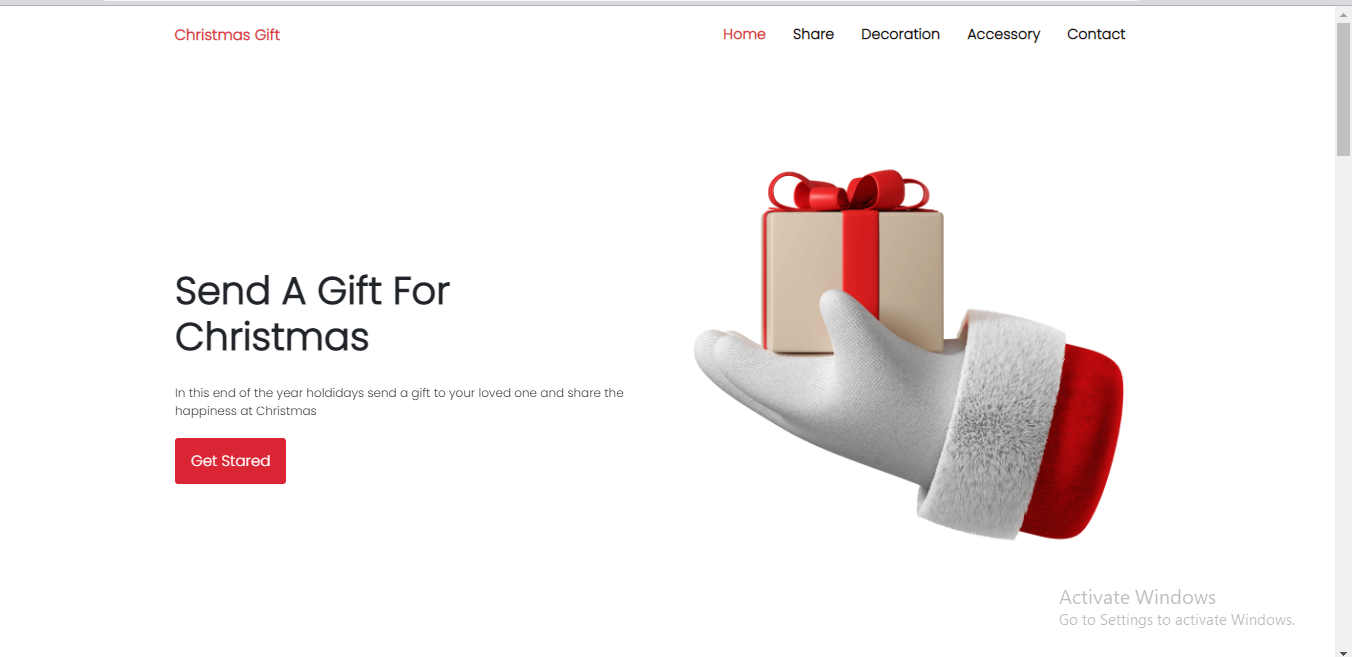 Christmas Gift
Home Share Decoration Accessory Contact
Send A Gift For
Christmas
In this end of the year holdidays send a gift to your loved one and share the
happiness at Christmas
Get Stared
Activate Windows
Go to Settings to activate Windows.